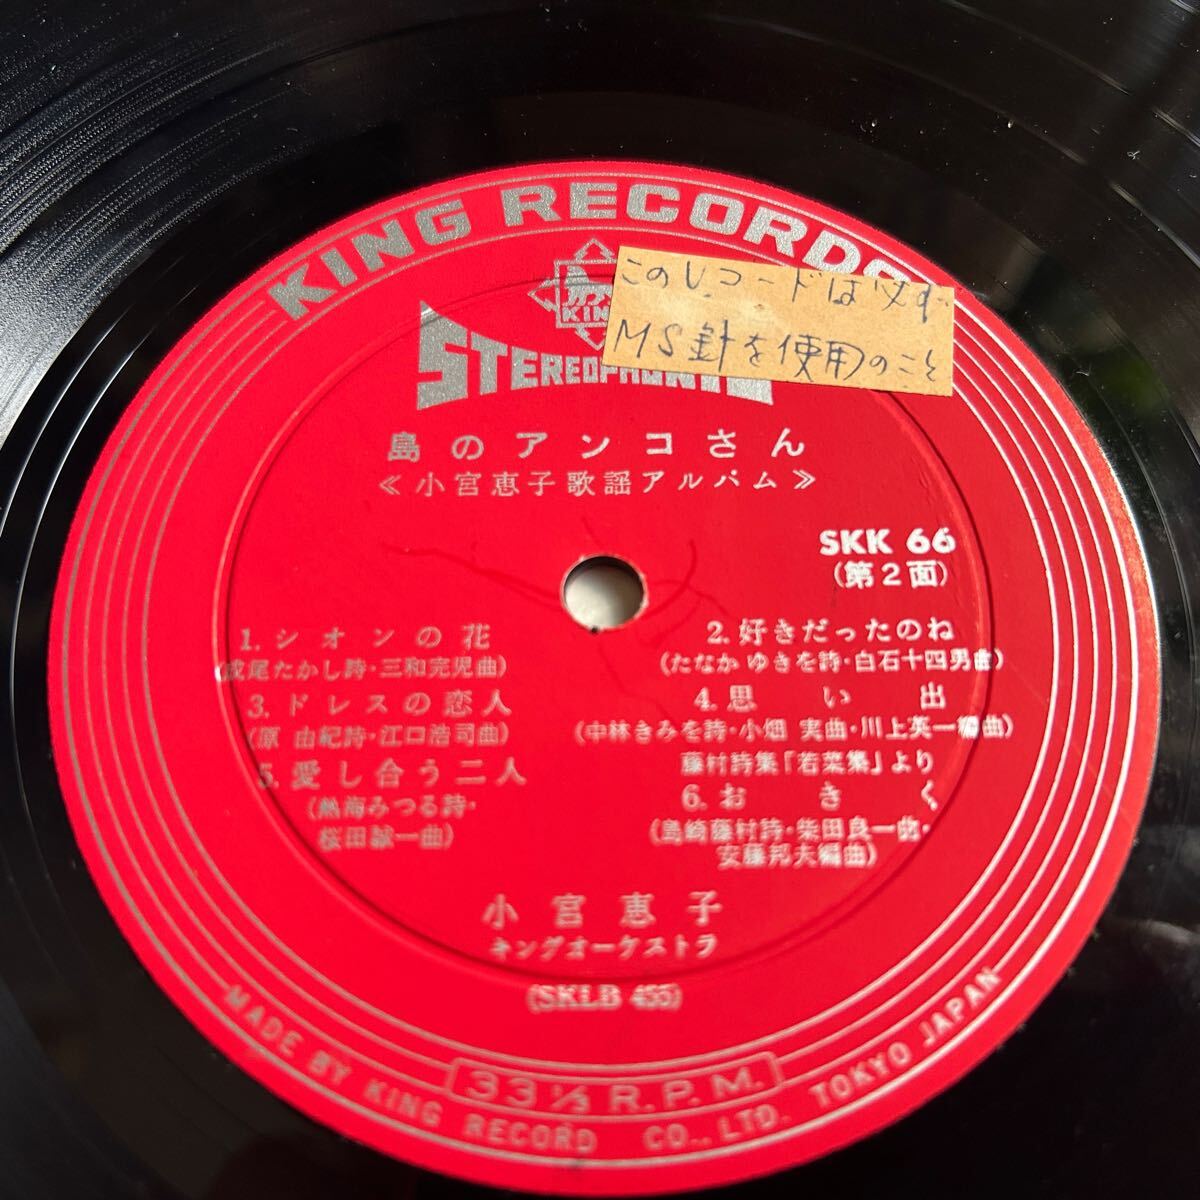 KING RECORDS
KING
STEREOPHONIC
このレコードは必ず
MS針を使用のこと
島のアンコさん
≪小宮恵子歌謡アルバム≫
SKK 66
(第2面)
1. シオンの花
(成尾たかし詩・三和完児曲)
2. 好きだったのね
(たなか ゆきを詩・白石十四男曲)
3. ドレスの恋人
(原 由紀詩・江口浩司曲)
4. 思い出
(中林きみを詩・小畑 実曲・川上英一編曲)
5. 愛し合う二人
(熱海みつる詩・
桜田誠一曲)
藤村詩集「若菜集」より
6. おきく
(島崎藤村詩・柴田良一曲・
安藤邦夫編曲)
小宮恵子
キングオーケストラ
(SKLB 455)
33⅓ R.P.M.
MADE BY KING RECORD CO., LTD. TOKYO JAPAN